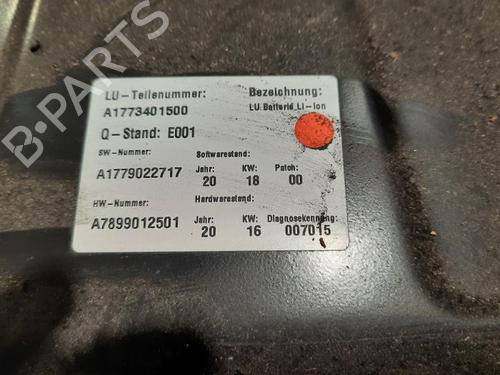 LU-Teilenummer: Bezeichnung:
A1773401500 LU Batterie Li-Ion
Q-Stand: E001
SW-Nummer: Softwarestand:
Jahr: KW: Patch:
A1779022717 20 18 00
HW-Nummer: Hardwarestand:
Jahr: KW: Diagnosekennung:
A7899012501 20 16 007015
B-PARTS